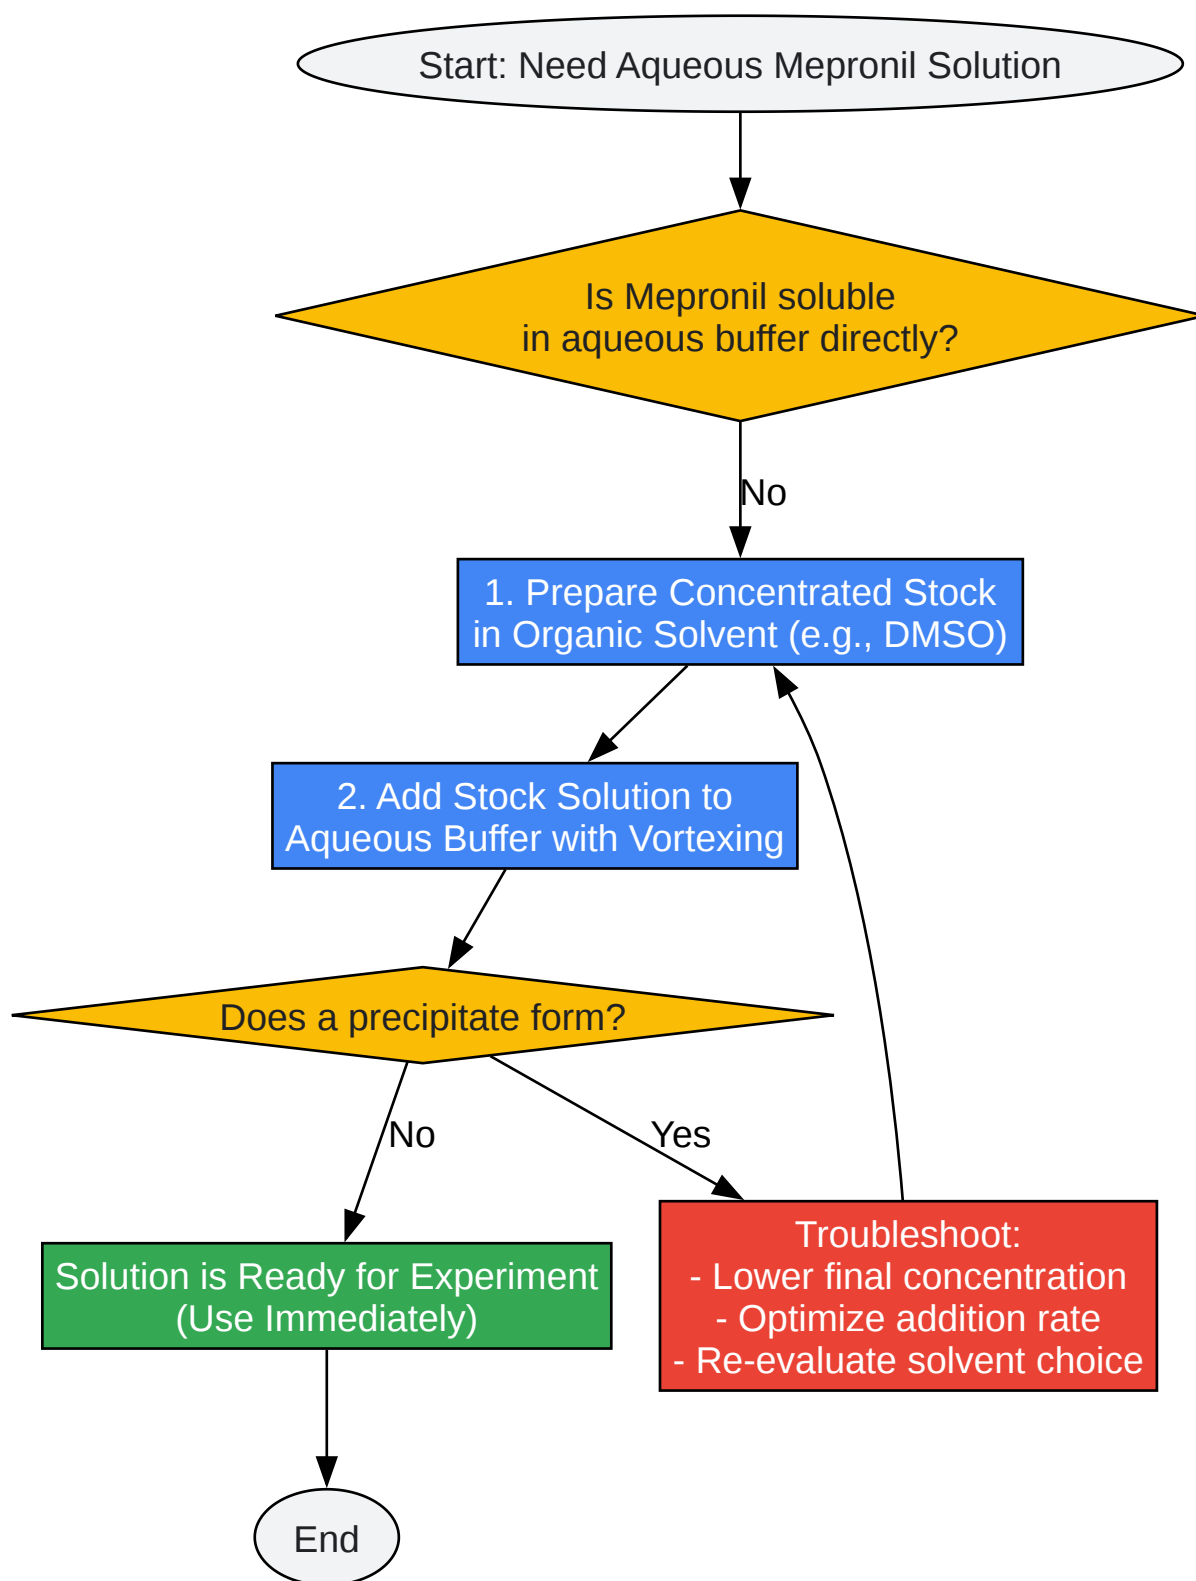 Start: Need Aqueous Mepronil Solution
Is Mepronil soluble
in aqueous buffer directly?
No
1. Prepare Concentrated Stock
in Organic Solvent (e.g., DMSO)
2. Add Stock Solution to
Aqueous Buffer with Vortexing
Does a precipitate form?
No
Yes
Solution is Ready for Experiment
(Use Immediately)
Troubleshoot:
- Lower final concentration
- Optimize addition rate
- Re-evaluate solvent choice
End